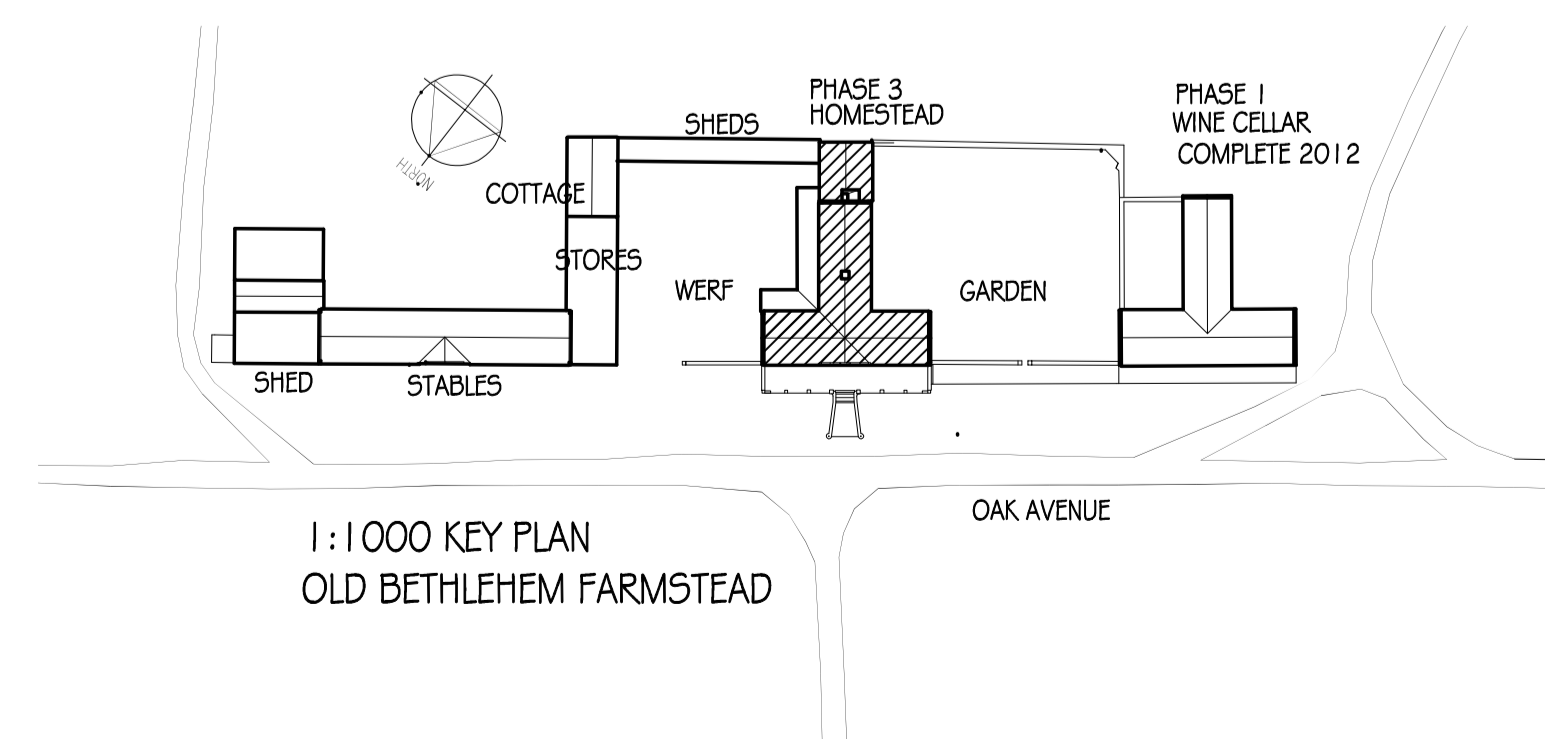 PHASE 3
HOMESTEAD
PHASE 1
WINE CELLAR
COMPLETE 2012
SHEDS
NORTH
COTTAGE
STORES
WERF
GARDEN
SHED
STABLES
OAK AVENUE
1:1000 KEY PLAN
OLD BETHLEHEM FARMSTEAD